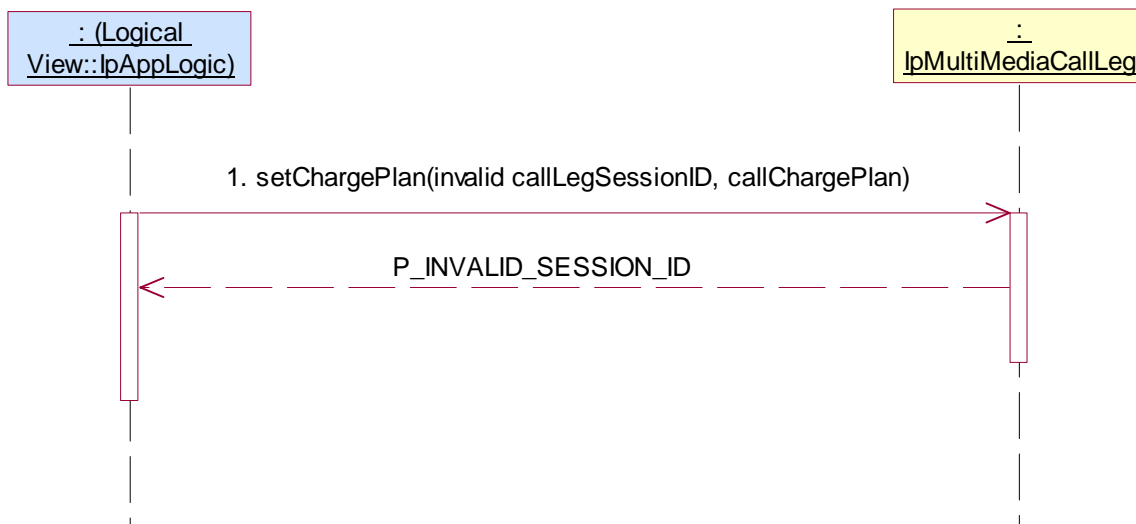 : (Logical
View::IpAppLogic)
:
IpMultiMediaCallLeg
1. setChargePlan(invalid callLegSessionID, callChargePlan)
P_INVALID_SESSION_ID